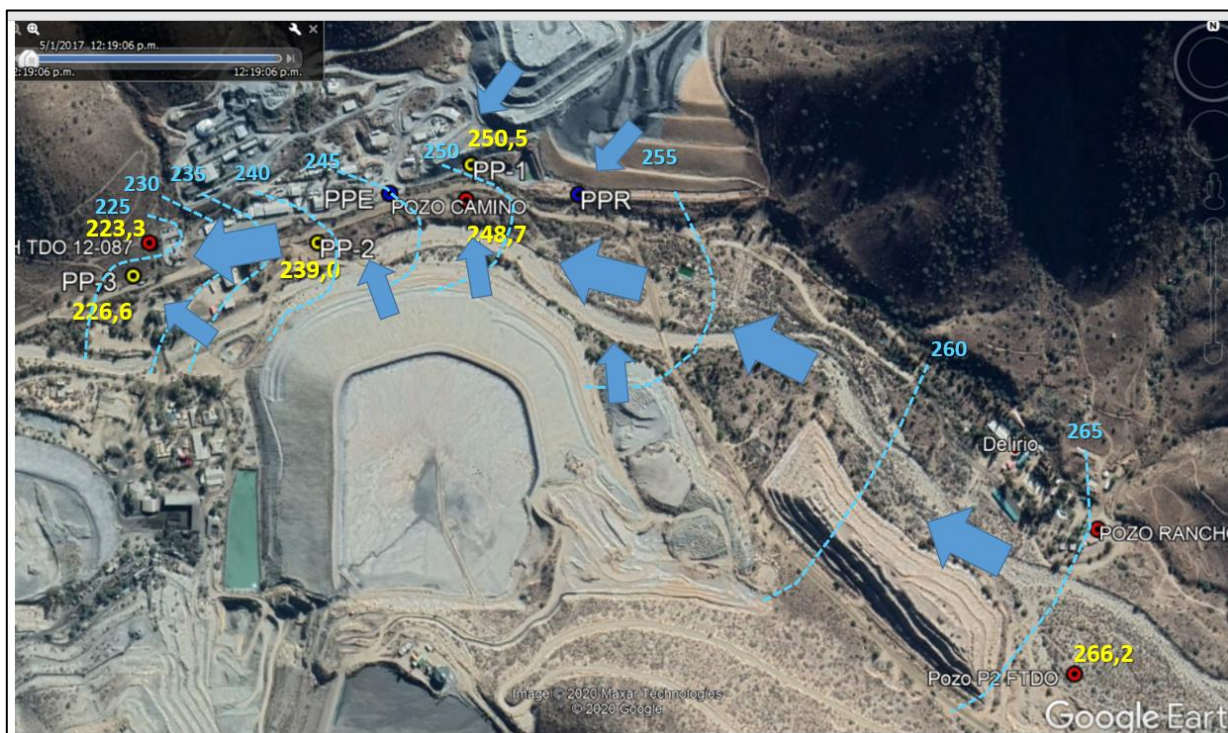 5/1/2017 12:19:06 p.m.
2:19:06 p.m.
12:19:06 p.m.
N
250,5
250
PP-1
255
245
240
235
230
225
PPE
POZO CAMINO
PPR
223,3
H TDO 12-087
PP-2
248,7
239,0
PP-3
226,6
260
265
Delirio
POZO RANCHO
266,2
Pozo P2 FTDO
Image © 2020 Maxar Technologies
© 2020 Google
Google Eart